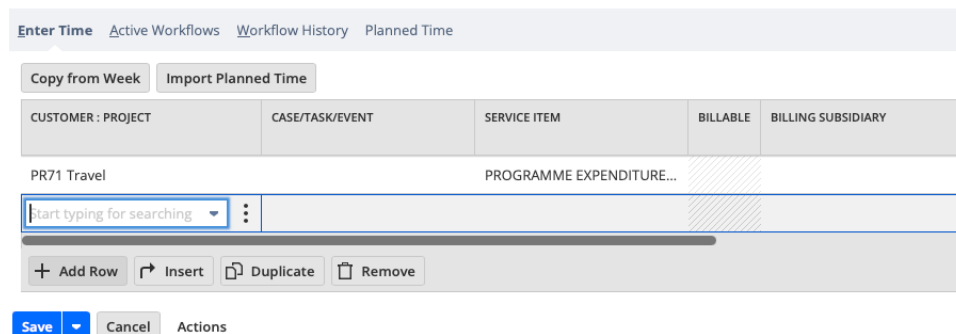 Enter Time Active Workflows Workflow History Planned Time
Copy from Week Import Planned Time
CUSTOMER : PROJECT CASE/TASK/EVENT SERVICE ITEM BILLABLE BILLING SUBSIDIARY
PR71 Travel PROGRAMME EXPENDITURE...
Start typing for searching
Add Row Insert Duplicate Remove
Save Cancel Actions